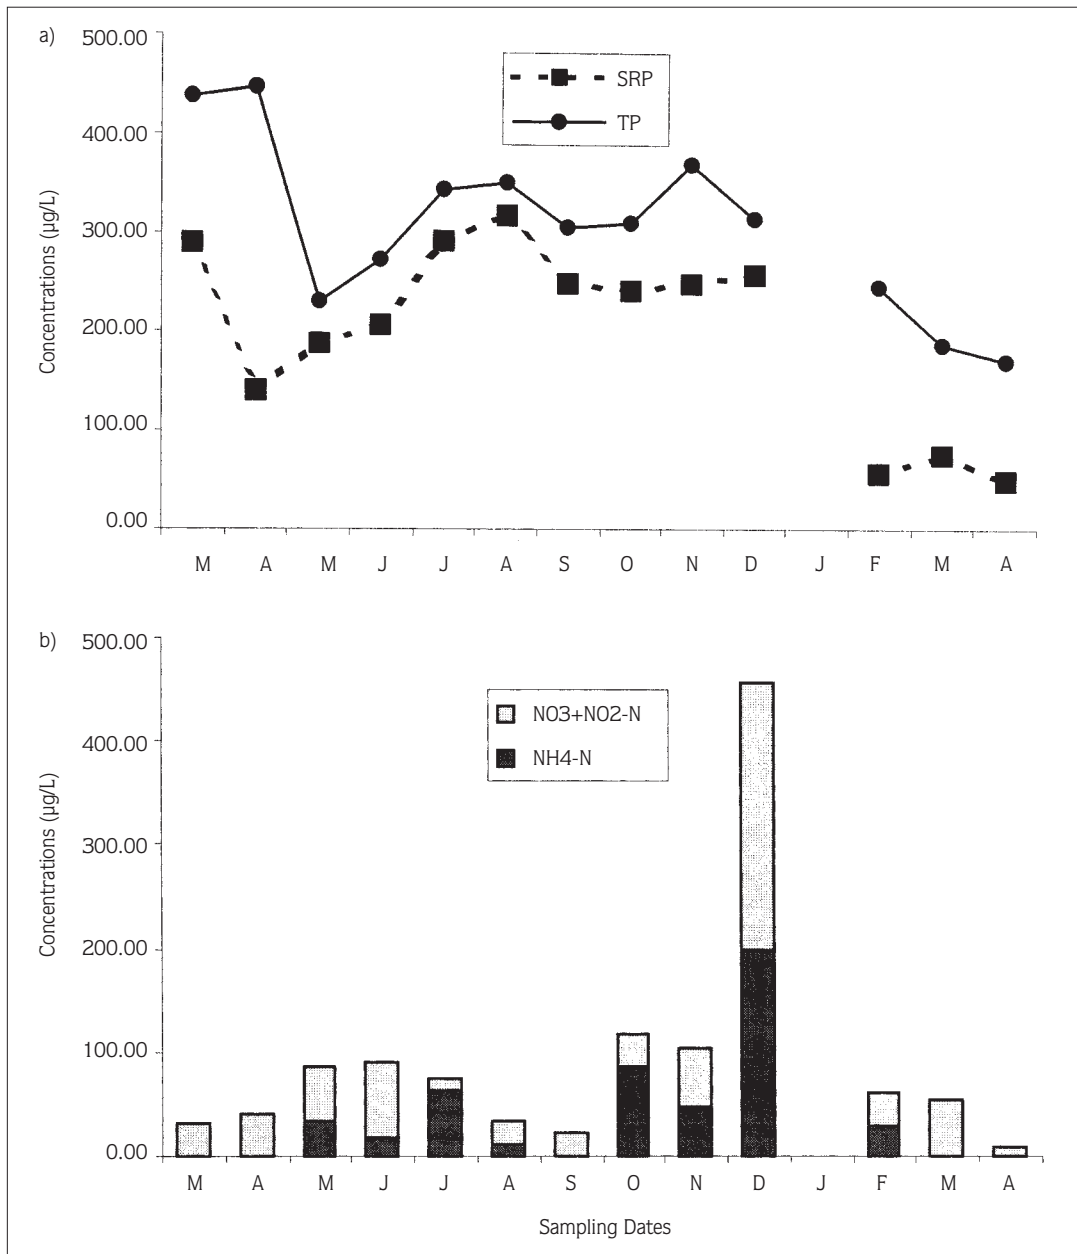 a)
500.00
400.00
300.00
200.00
100.00
0.00
Concentrations (µg/L)
SRP
TP
M A M J J A S O N D J F M A
b)
500.00
400.00
300.00
200.00
100.00
0.00
Concentrations (µg/L)
NO3+NO2-N
NH4-N
M A M J J A S O N D J F M A
Sampling Dates